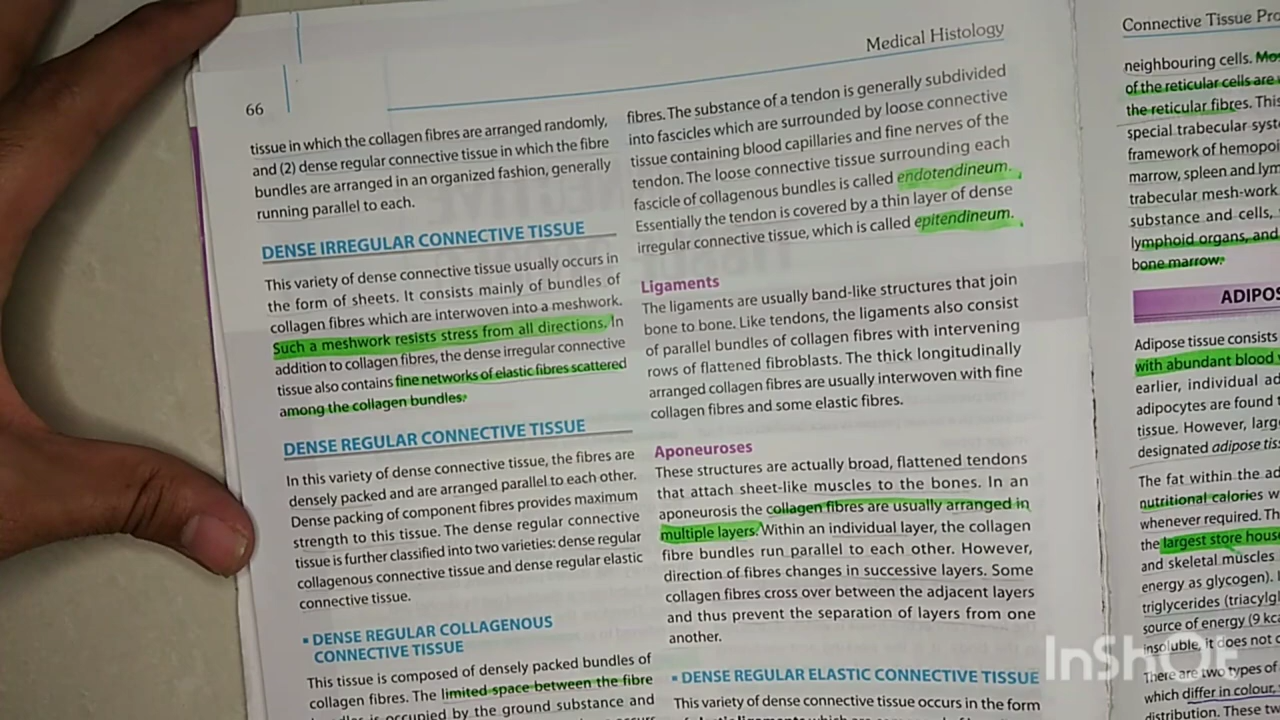 66
Medical Histology
tissue in which the collagen fibres are arranged randomly,
and (2) dense regular connective tissue in which the fibre
bundles are arranged in an organized fashion, generally
running parallel to each.
DENSE IRREGULAR CONNECTIVE TISSUE
This variety of dense connective tissue usually occurs in
the form of sheets. It consists mainly of bundles of
collagen fibres which are interwoven into a meshwork.
Such a meshwork resists stress from all directions. In
addition to collagen fibres, the dense irregular connective
tissue also contains fine networks of elastic fibres scattered
among the collagen bundles.
DENSE REGULAR CONNECTIVE TISSUE
In this variety of dense connective tissue, the fibres are
densely packed and are arranged parallel to each other.
Dense packing of component fibres provides maximum
strength to this tissue. The dense regular connective
tissue is further classified into two varieties: dense regular
collagenous connective tissue and dense regular elastic
connective tissue.
▪ DENSE REGULAR COLLAGENOUS
CONNECTIVE TISSUE
This tissue is composed of densely packed bundles of
collagen fibres. The limited space between the fibre
is occupied by the ground substance and
fibres. The substance of a tendon is generally subdivided
into fascicles which are surrounded by loose connective
tissue containing blood capillaries and fine nerves of the
tendon. The loose connective tissue surrounding each
fascicle of collagenous bundles is called endotendineum.
Essentially the tendon is covered by a thin layer of dense
irregular connective tissue, which is called epitendineum.
Ligaments
The ligaments are usually band-like structures that join
bone to bone. Like tendons, the ligaments also consist
of parallel bundles of collagen fibres with intervening
rows of flattened fibroblasts. The thick longitudinally
arranged collagen fibres are usually interwoven with fine
collagen fibres and some elastic fibres.
Aponeuroses
These structures are actually broad, flattened tendons
that attach sheet-like muscles to the bones. In an
aponeurosis the collagen fibres are usually arranged in
multiple layers. Within an individual layer, the collagen
fibre bundles run parallel to each other. However,
direction of fibres changes in successive layers. Some
collagen fibres cross over between the adjacent layers
and thus prevent the separation of layers from one
another.
▪ DENSE REGULAR ELASTIC CONNECTIVE TISSUE
This variety of dense connective tissue occurs in the form
Connective Tissue Pro
neighbouring cells. Mos
of the reticular cells are
the reticular fibres. This
special trabecular syste
framework of hemopoi
marrow, spleen and lym
trabecular mesh-work
substance and cells,
lymphoid organs, and
bone marrow.
ADIPOS
Adipose tissue consists
with abundant blood
earlier, individual ad
adipocytes are found
tissue. However, larg
designated adipose tis
The fat within the ad
nutritional calories w
whenever required. Th
the largest store hous
and skeletal muscles
energy as glycogen).
triglycerides (triacylg
source of energy (9 kc
insoluble, it does not
There are two types of
which differ in colour,
distribution. These tw
InShOt